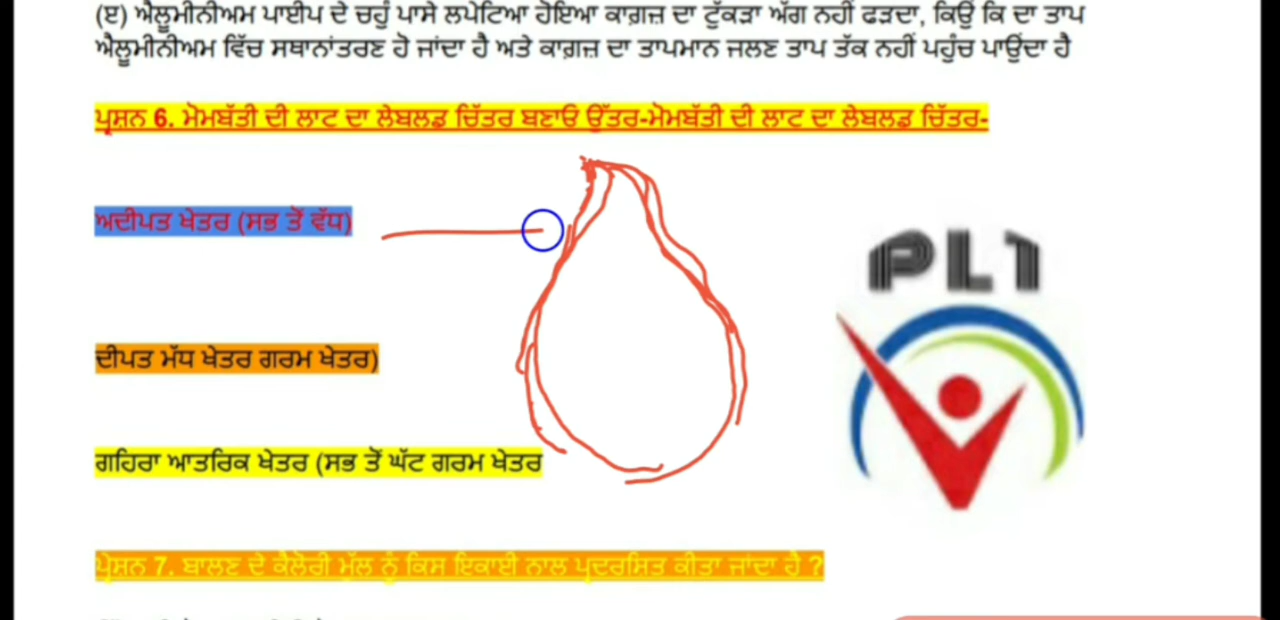 (ੲ) ਐਲੂਮੀਨੀਅਮ ਪਾਈਪ ਦੇ ਚਹੁੰ ਪਾਸੇ ਲਪੇਟਿਆ ਹੋਇਆ ਕਾਗ਼ਜ਼ ਦਾ ਟੁੱਕੜਾ ਅੱਗ ਨਹੀਂ ਫੜਦਾ, ਕਿਉਂ ਕਿ ਦਾ ਤਾਪ
ਐਲੂਮੀਨੀਅਮ ਵਿੱਚ ਸਥਾਨਾਂਤਰਣ ਹੋ ਜਾਂਦਾ ਹੈ ਅਤੇ ਕਾਗ਼ਜ਼ ਦਾ ਤਾਪਮਾਨ ਜਲਣ ਤਾਪ ਤੱਕ ਨਹੀਂ ਪਹੁੰਚ ਪਾਉਂਦਾ ਹੈ
ਪ੍ਰਸ਼ਨ 6. ਮੋਮਬੱਤੀ ਦੀ ਲਾਟ ਦਾ ਲੇਬਲਡ ਚਿੱਤਰ ਬਣਾਓ ਉੱਤਰ-ਮੋਮਬੱਤੀ ਦੀ ਲਾਟ ਦਾ ਲੇਬਲਡ ਚਿੱਤਰ-
ਅਦੀਪਤ ਖੇਤਰ (ਸਭ ਤੋਂ ਵੱਧ)
PL1
ਦੀਪਤ ਮੱਧ ਖੇਤਰ ਗਰਮ ਖੇਤਰ)
ਗਹਿਰਾ ਆਤਰਿਕ ਖੇਤਰ (ਸਭ ਤੋਂ ਘੱਟ ਗਰਮ ਖੇਤਰ
ਪ੍ਰੇਸ਼ਨ 7. ਬਾਲਣ ਦੇ ਕੈਲੋਰੀ ਮੁੱਲ ਨੂੰ ਕਿਸ ਇਕਾਈ ਨਾਲ ਪ੍ਰਦਰਸ਼ਿਤ ਕੀਤਾ ਜਾਂਦਾ ਹੈ ?